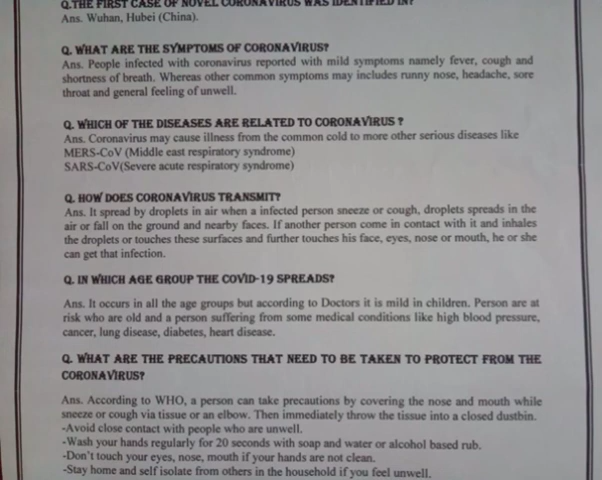 Q.THE FIRST CASE OF NOVEL CORONAVIRUS WAS IDENTIFIED IN?
Ans. Wuhan, Hubei (China).
Q. WHAT ARE THE SYMPTOMS OF CORONAVIRUS?
Ans. People infected with coronavirus reported with mild symptoms namely fever, cough and
shortness of breath. Whereas other common symptoms may includes runny nose, headache, sore
throat and general feeling of unwell.
Q. WHICH OF THE DISEASES ARE RELATED TO CORONAVIRUS ?
Ans. Coronavirus may cause illness from the common cold to more other serious diseases like
MERS-CoV (Middle east respiratory syndrome)
SARS-CoV(Severe acute respiratory syndrome)
Q. HOW DOES CORONAVIRUS TRANSMIT?
Ans. It spread by droplets in air when a infected person sneeze or cough, droplets spreads in the
air or fall on the ground and nearby faces. If another person come in contact with it and inhales
the droplets or touches these surfaces and further touches his face, eyes, nose or mouth, he or she
can get that infection.
Q. IN WHICH AGE GROUP THE COVID-19 SPREADS?
Ans. It occurs in all the age groups but according to Doctors it is mild in children. Person are at
risk who are old and a person suffering from some medical conditions like high blood pressure,
cancer, lung disease, diabetes, heart disease.
Q. WHAT ARE THE PRECAUTIONS THAT NEED TO BE TAKEN TO PROTECT FROM THE
CORONAVIRUS?
Ans. According to WHO, a person can take precautions by covering the nose and mouth while
sneeze or cough via tissue or an elbow. Then immediately throw the tissue into a closed dustbin.
-Avoid close contact with people who are unwell.
-Wash your hands regularly for 20 seconds with soap and water or alcohol based rub.
-Don't touch your eyes, nose, mouth if your hands are not clean.
-Stay home and self isolate from others in the household if you feel unwell.